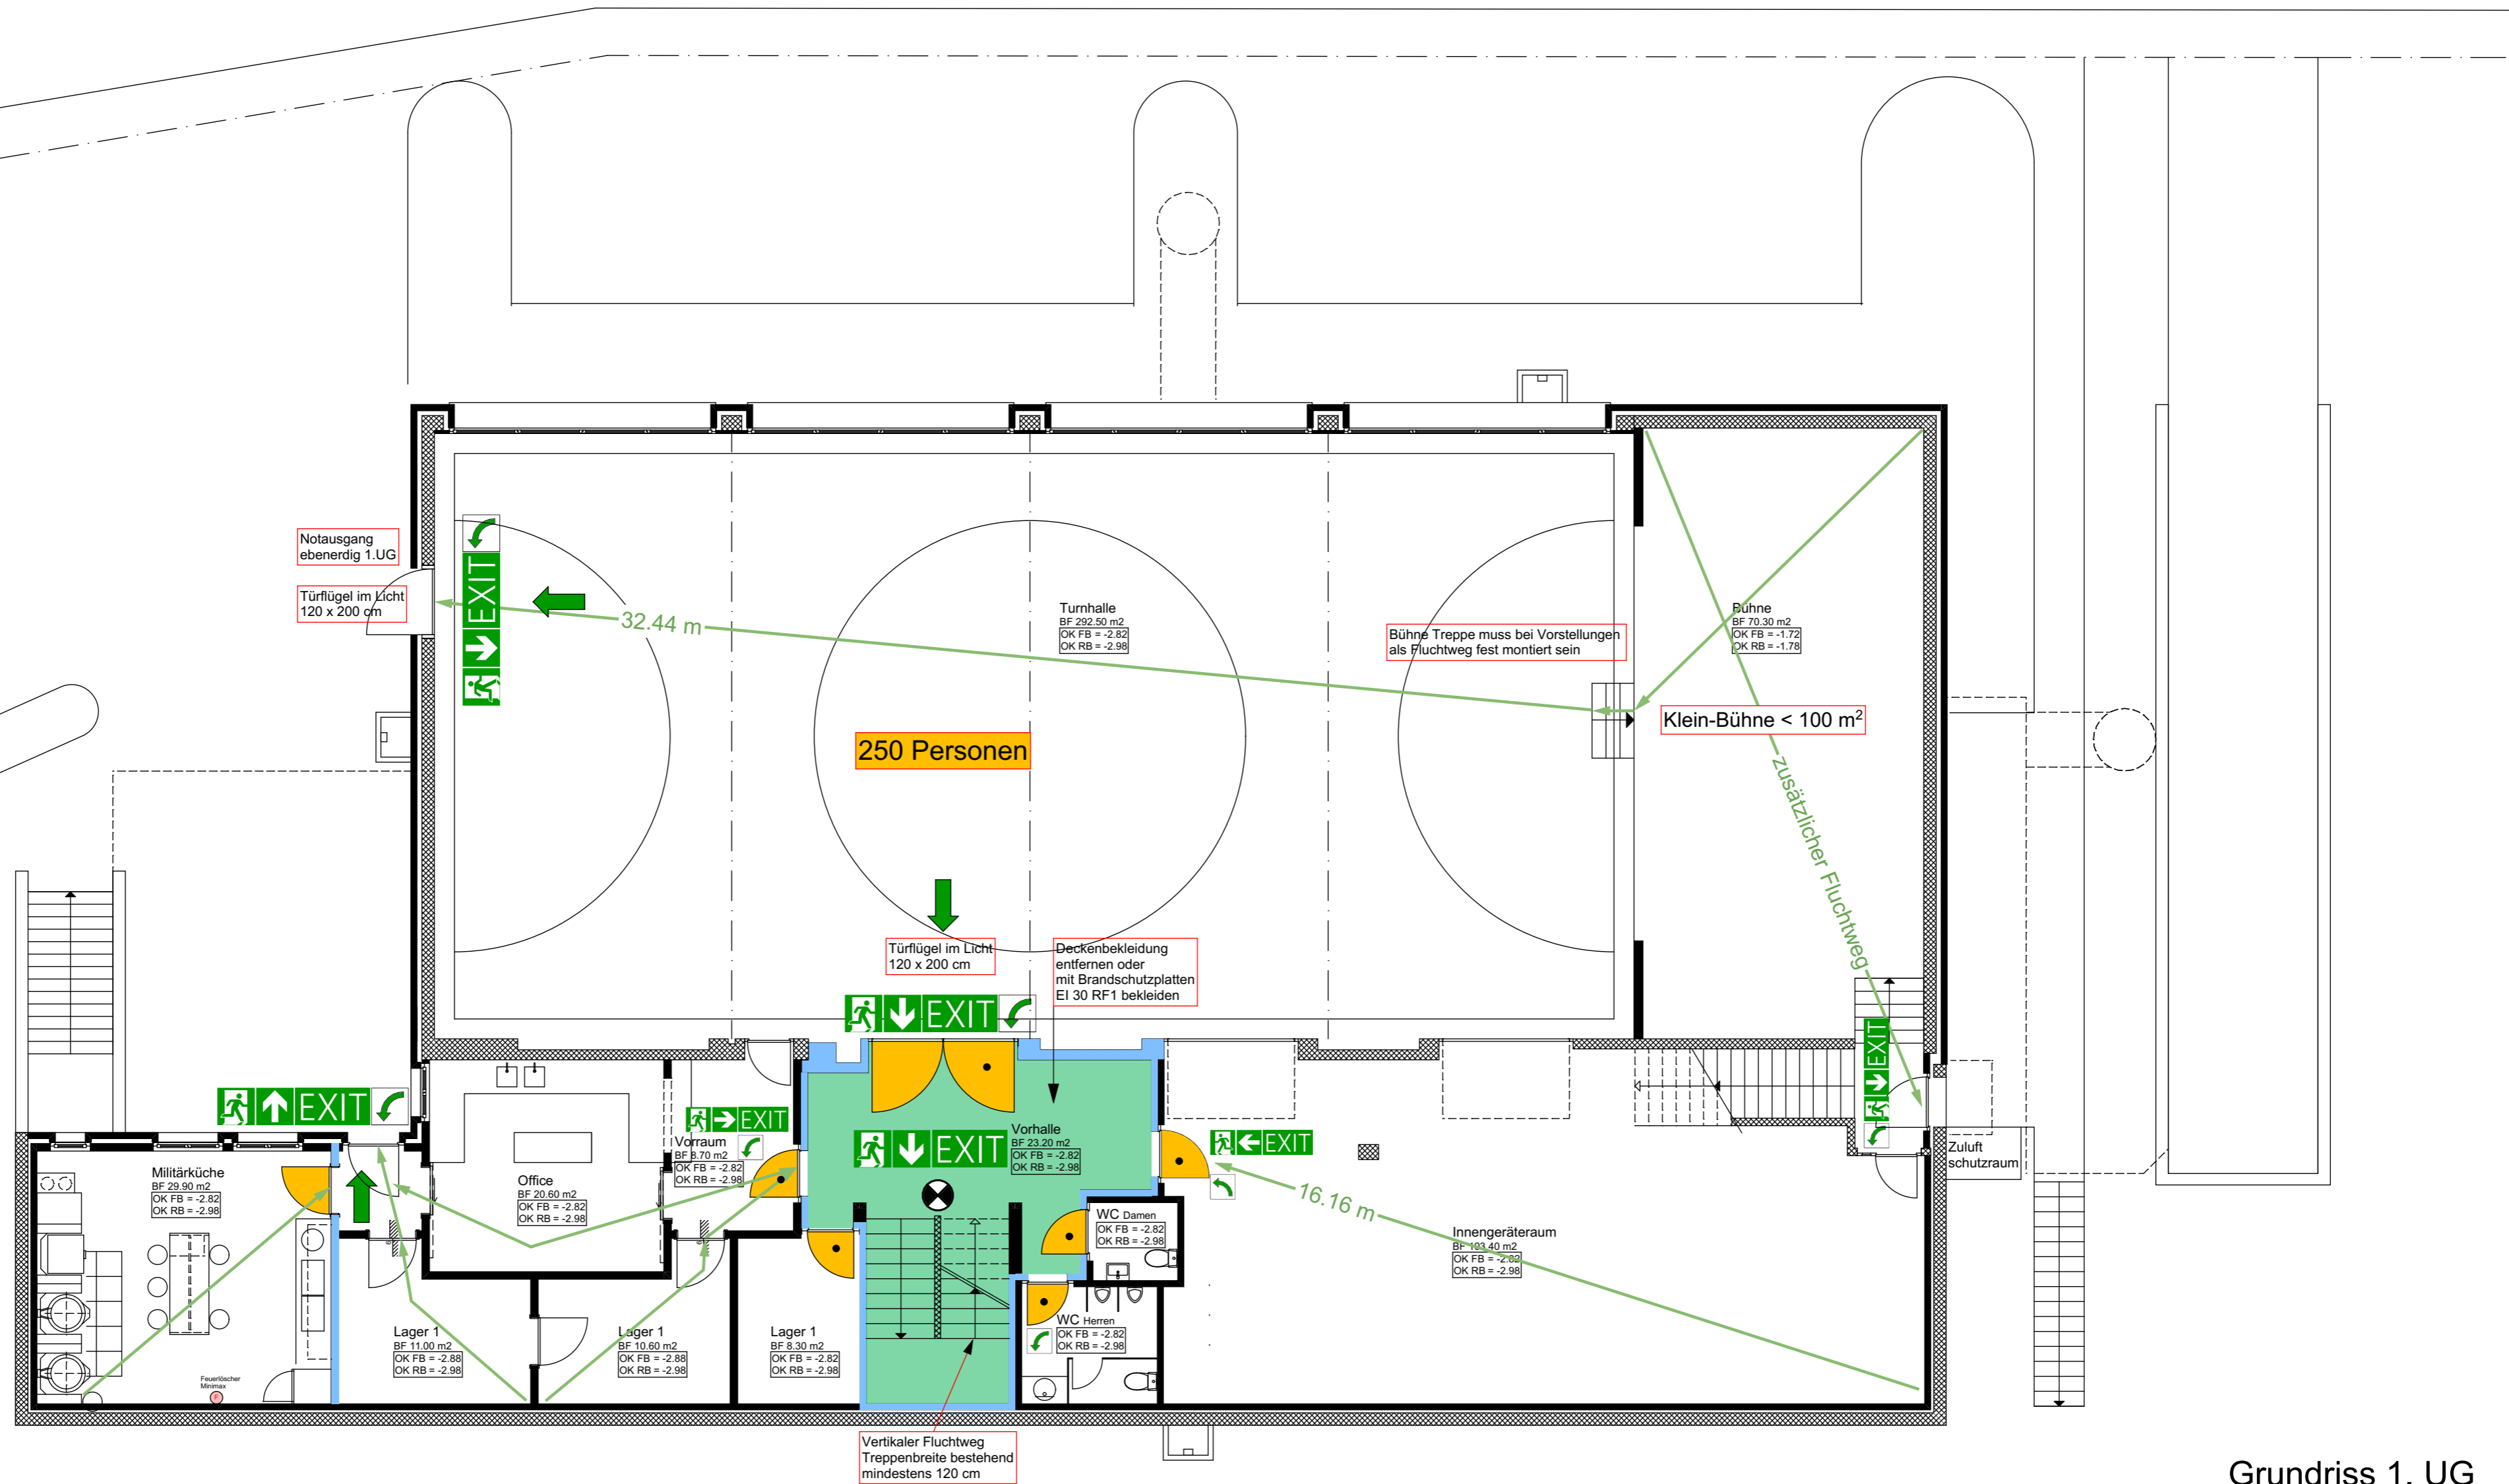 Notausgang
ebenerdig 1.UG
EXIT
Türflügel im Licht
120 x 200 cm
32.44 m
Turnhalle
BF 292.50 m2
OK FB = -2.82
OK RB = -2.98
Bühne Treppe muss bei Vorstellungen
als Fluchtweg fest montiert sein
Bühne
BF 70.30 m2
OK FB = -1.72
OK RB = -1.78
Klein-Bühne < 100 m²
250 Personen
zusätzlicher Fluchtweg
Türflügel im Licht
120 x 200 cm
Deckenbekleidung
entfernen oder
mit Brandschutzplatten
EI 30 RF1 bekleiden
EXIT
EXIT
EXIT
EXIT
Vorraum
BF 8.70 m2
OK FB = -2.82
OK RB = -2.98
EXIT
Vorhalle
BF 23.20 m2
OK FB = -2.82
OK RB = -2.98
EXIT
Zuluft
schutzraum
Militärküche
BF 29.90 m2
OK FB = -2.82
OK RB = -2.98
Office
BF 20.60 m2
OK FB = -2.82
OK RB = -2.98
16.16 m
WC Damen
OK FB = -2.82
OK RB = -2.98
Innengeräteraum
BF 103.40 m2
OK FB = -2.82
OK RB = -2.98
Lager 1
BF 11.00 m2
OK FB = -2.88
OK RB = -2.98
Lager 1
BF 10.60 m2
OK FB = -2.88
OK RB = -2.98
Lager 1
BF 8.30 m2
OK FB = -2.82
OK RB = -2.98
WC Herren
OK FB = -2.82
OK RB = -2.98
Feuerlöscher
Minimax
F
Vertikaler Fluchtweg
Treppenbreite bestehend
mindestens 120 cm
Grundriss 1. UG